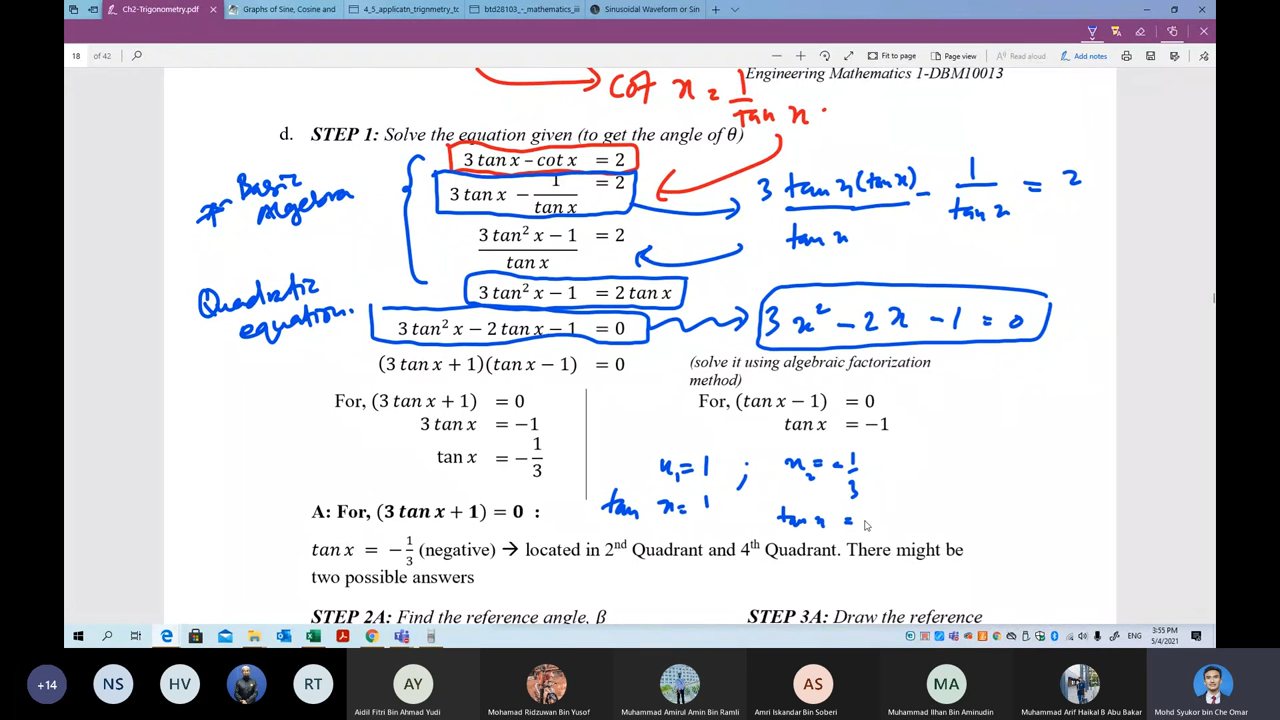 Ch2-Trigonometry.pdf
Graphs of Sine, Cosine and
4_5_applicatn_trignmetry_to
btd28103_-_mathematics_iii
Sinusoidal Waveform or Sin
18 of 42
Fit to page
Page view
Read aloud
Add notes
Engineering Mathematics 1-DBM10013
cot x = 1/tan x
d. STEP 1: Solve the equation given (to get the angle of θ)
3 tan x – cot x = 2
3 tan x − 1/tan x = 2
3 tan x (tan x)/tan x − 1/tan x = 2
* Basic Algebra
(3 tan² x − 1)/tan x = 2
3 tan² x − 1 = 2 tan x
Quadratic equation.
3 tan² x − 2 tan x − 1 = 0
3x² − 2x − 1 = 0
(3 tan x + 1)(tan x − 1) = 0
(solve it using algebraic factorization
method)
For, (3 tan x + 1) = 0
3 tan x = −1
tan x = − 1/3
For, (tan x − 1) = 0
tan x = −1
x₁ = 1 ; x₂ = - 1/3
tan x = 1
tan x =
A: For, (3 tan x + 1) = 0 :
tan x = − 1/3 (negative) → located in 2nd Quadrant and 4th Quadrant. There might be
two possible answers
STEP 2A: Find the reference angle, β
STEP 3A: Draw the reference
ENG
3:55 PM
5/4/2021
+14
NS
HV
RT
AY
Aidil Fitri Bin Ahmad Yudi
Mohamad Ridzuwan Bin Yusof
Muhammad Amirul Amin Bin Ramli
AS
Amri Iskandar Bin Soberi
MA
Muhammad Ilhan Bin Aminudin
Muhammad Arif Haikal B Abu Bakar
Mohd Syukor bin Che Omar